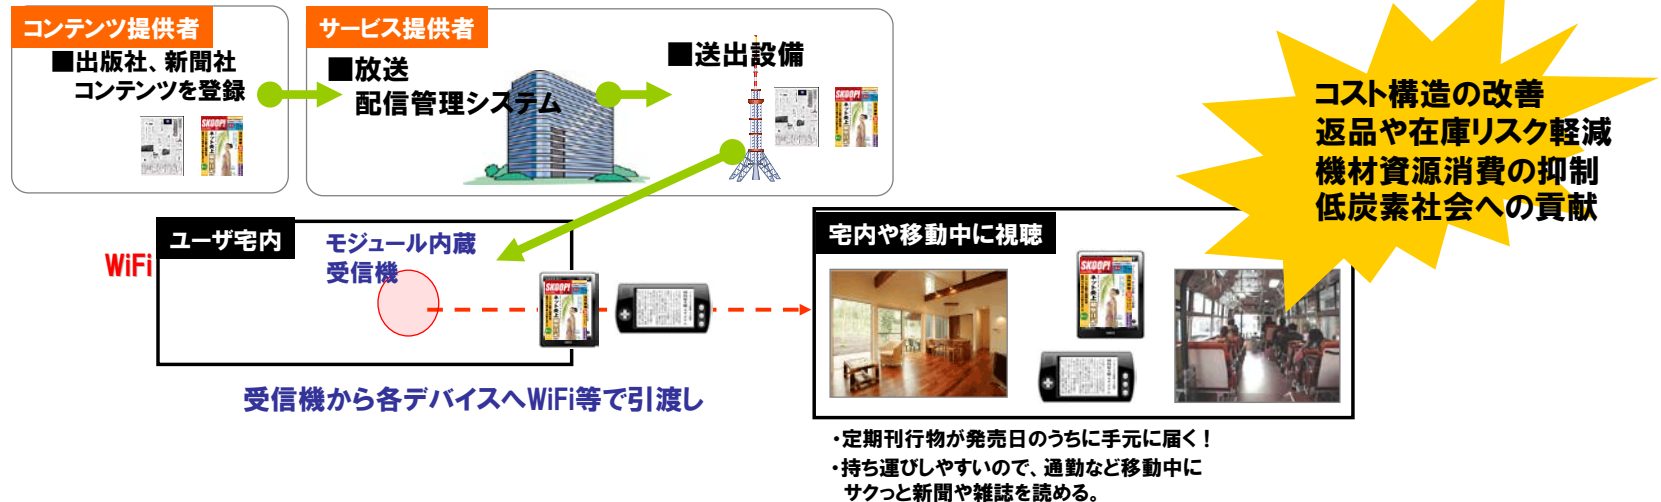 コンテンツ提供者
■出版社、新聞社
コンテンツを登録
サービス提供者
■放送
配信管理システム
■送出設備
SKOOP!
コスト構造の改善
返品や在庫リスク軽減
機材資源消費の抑制
低炭素社会への貢献
ユーザ宅内
WiFi
モジュール内蔵
受信機
SKOOP!
受信機から各デバイスへWiFi等で引渡し
宅内や移動中に視聴
SKOOP!
・定期刊行物が発売日のうちに手元に届く！
・持ち運びしやすいので、通勤など移動中に
サクっと新聞や雑誌を読める。